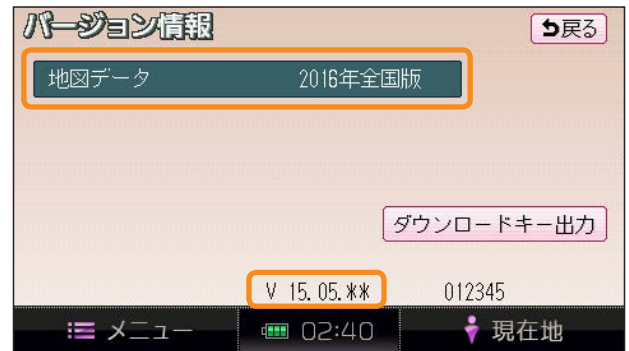 バージョン情報
戻る
地図データ 2016年全国版
ダウンロードキー出力
V 15.05.** 012345
メニュー 02:40 現在地